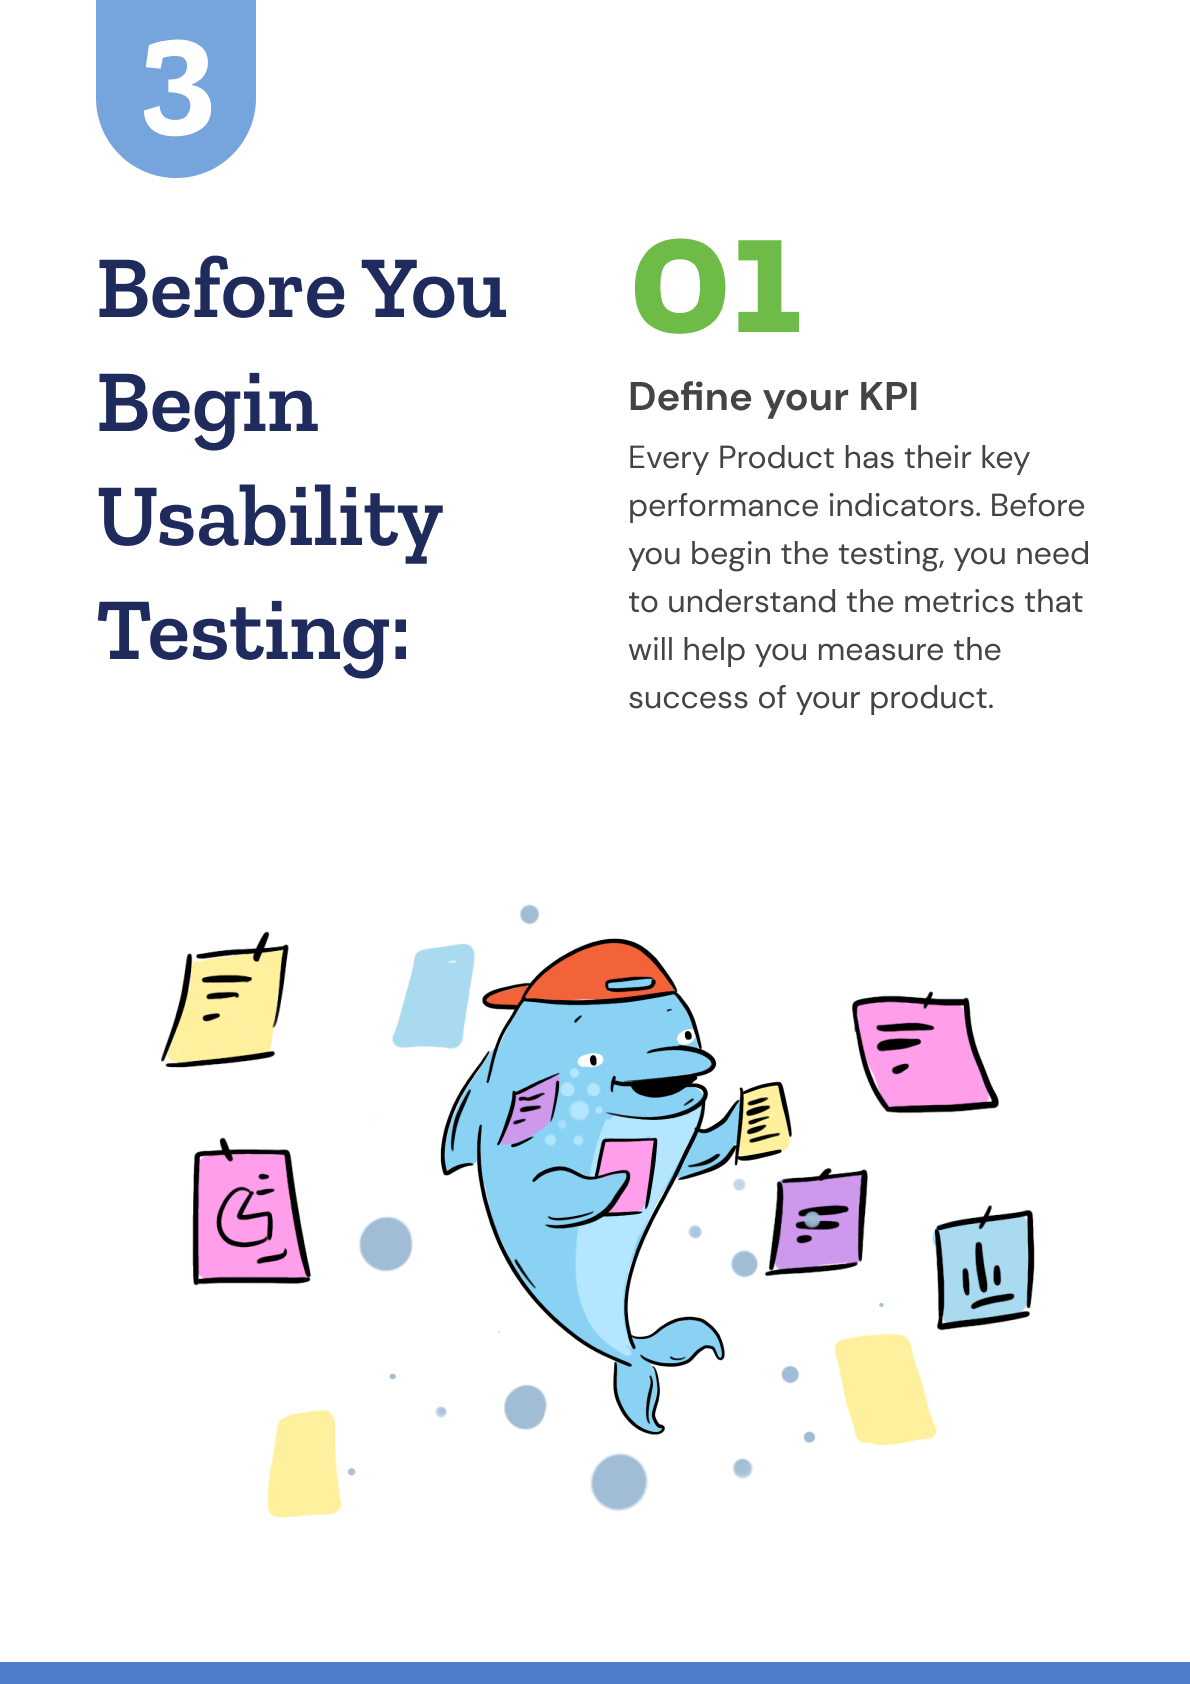 3
Before You
Begin
Usability
Testing:
01
Define your KPI
Every Product has their key
performance indicators. Before
you begin the testing, you need
to understand the metrics that
will help you measure the
success of your product.